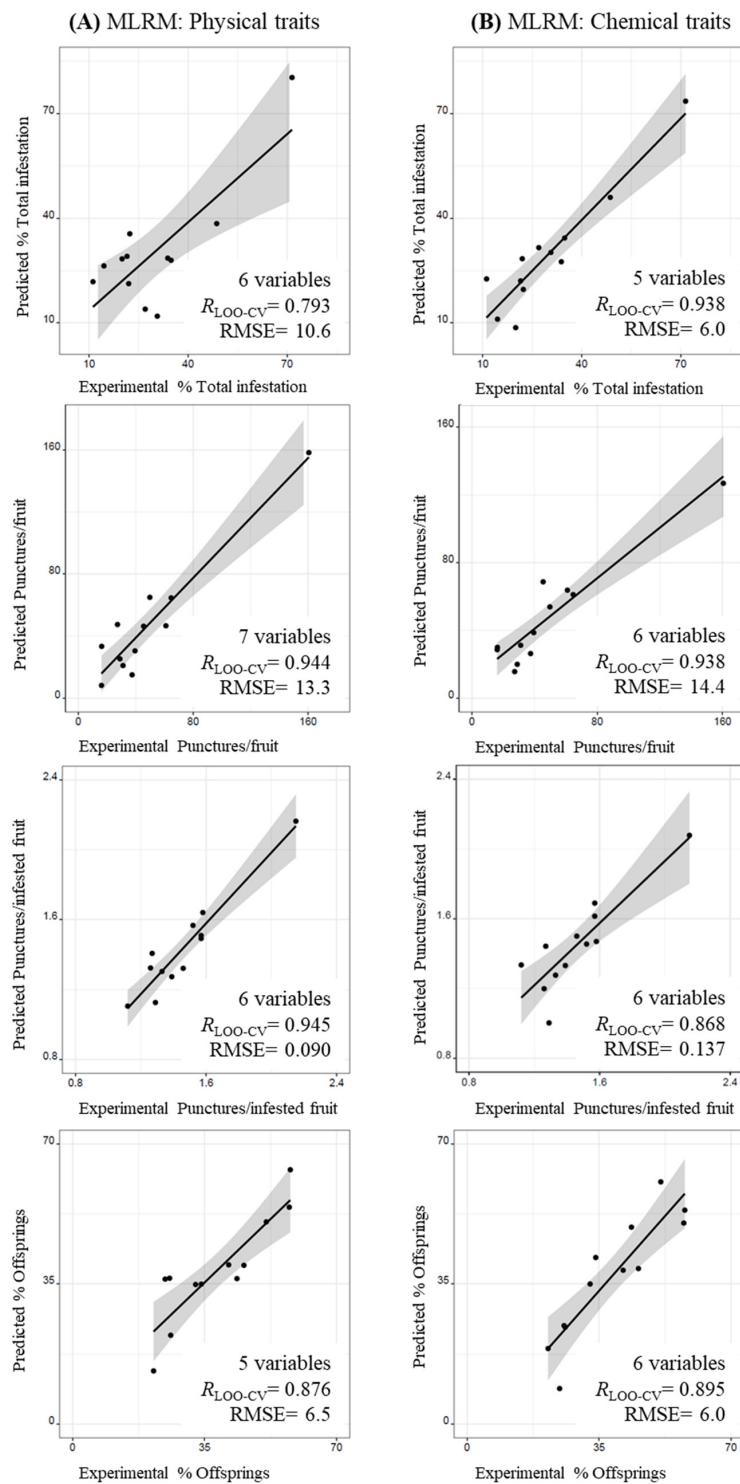 (A) MLRM: Physical traits
(B) MLRM: Chemical traits
Predicted % Total infestation
70
40
10
6 variables
R LOO-CV= 0.793
RMSE= 10.6
10 40 70
Experimental % Total infestation
Predicted % Total infestation
70
40
10
5 variables
R LOO-CV= 0.938
RMSE= 6.0
10 40 70
Experimental % Total infestation
Predicted Punctures/fruit
160
80
0
7 variables
R LOO-CV= 0.944
RMSE= 13.3
0 80 160
Experimental Punctures/fruit
Predicted Punctures/fruit
160
80
0
6 variables
R LOO-CV= 0.938
RMSE= 14.4
0 80 160
Experimental Punctures/fruit
Predicted Punctures/infested fruit
2.4
1.6
0.8
6 variables
R LOO-CV= 0.945
RMSE= 0.090
0.8 1.6 2.4
Experimental Punctures/infested fruit
Predicted Punctures/infested fruit
2.4
1.6
0.8
6 variables
R LOO-CV= 0.868
RMSE= 0.137
0.8 1.6 2.4
Experimental Punctures/infested fruit
Predicted % Offsprings
70
35
0
5 variables
R LOO-CV= 0.876
RMSE= 6.5
0 35 70
Experimental % Offsprings
Predicted % Offsprings
70
35
0
6 variables
R LOO-CV= 0.895
RMSE= 6.0
0 35 70
Experimental % Offsprings